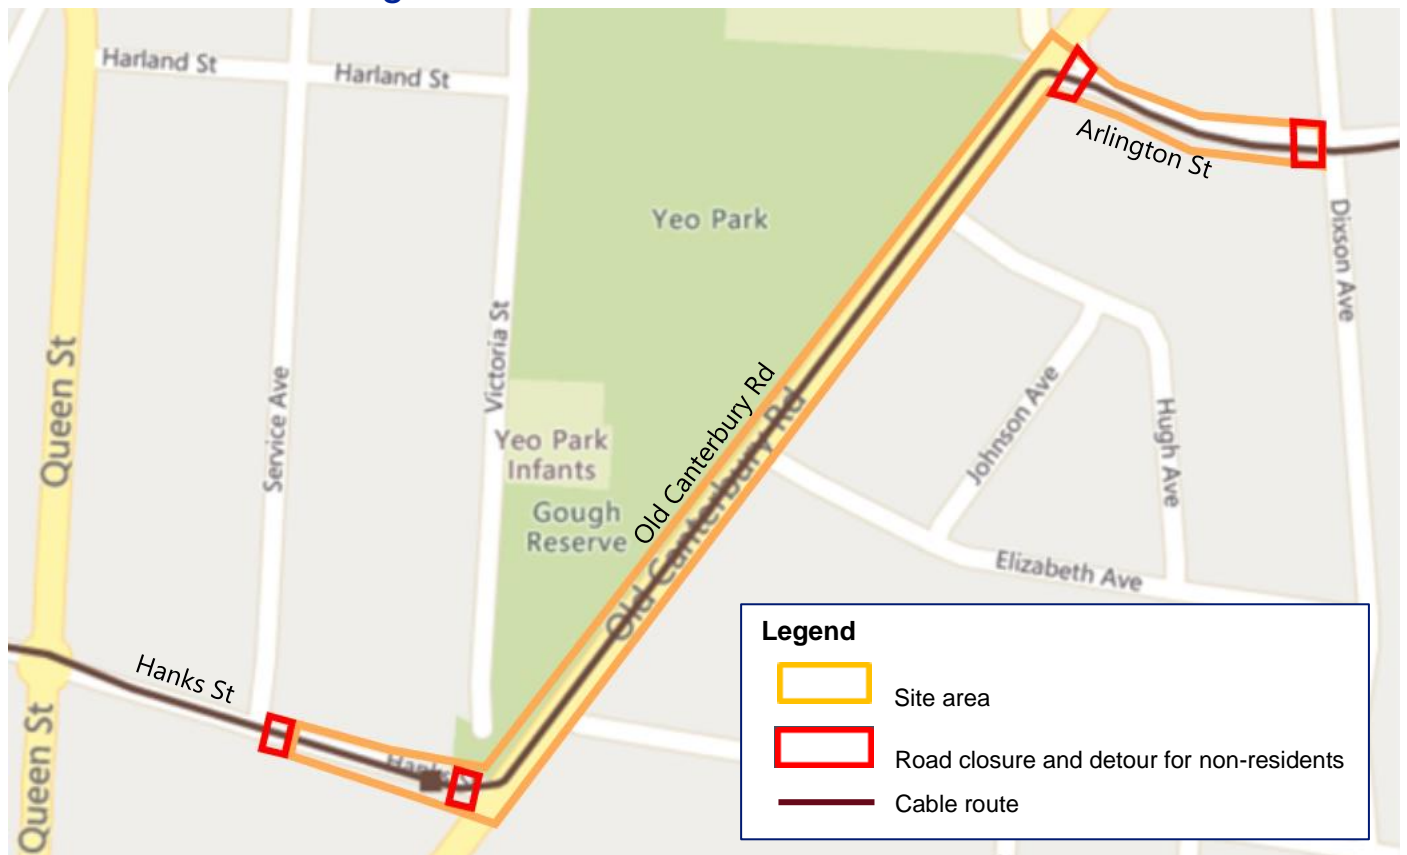 Harland St
Harland St
Arlington St
Yeo Park
Dixson Ave
Queen St
Service Ave
Victoria St
Old Canterbury Rd
Old Canterbury Rd
Johnson Ave
Hugh Ave
Yeo Park
Infants
Gough
Reserve
Elizabeth Ave
Hanks St
Hanks St
Queen St
Legend
Site area
Road closure and detour for non-residents
Cable route